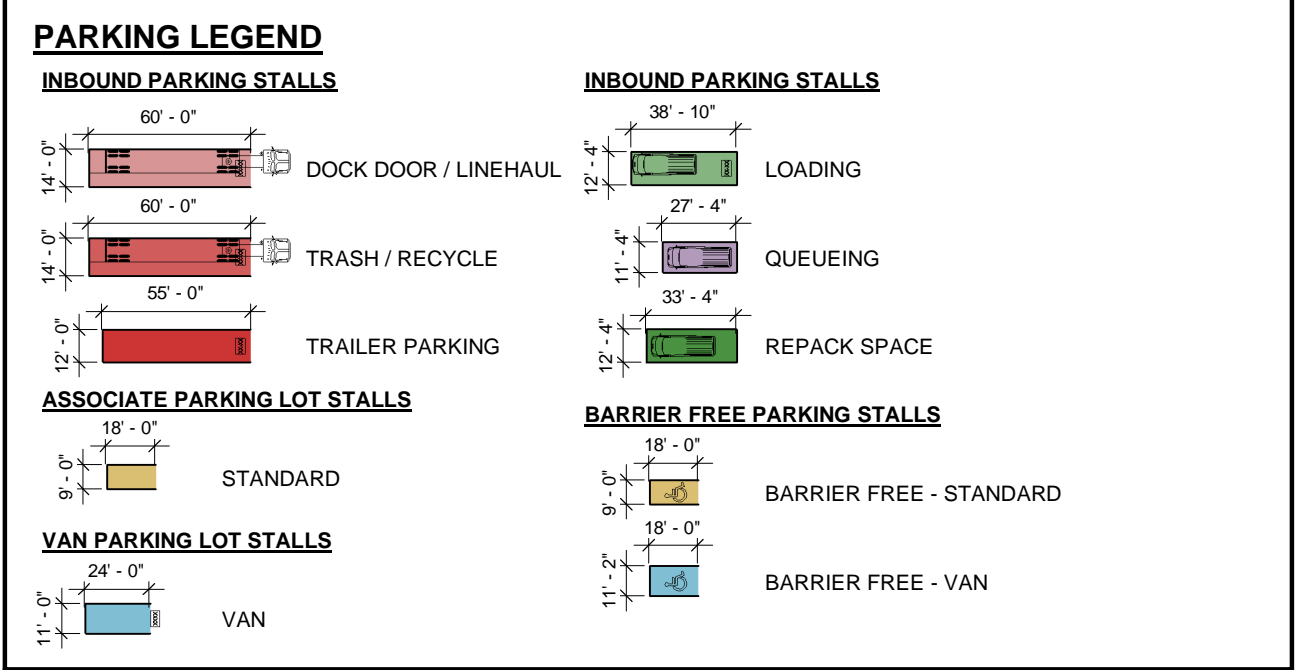 PARKING LEGEND
INBOUND PARKING STALLS
60' - 0"
14' - 0"
DOCK DOOR / LINEHAUL
60' - 0"
14' - 0"
TRASH / RECYCLE
55' - 0"
12' - 0"
TRAILER PARKING
ASSOCIATE PARKING LOT STALLS
18' - 0"
9' - 0"
STANDARD
VAN PARKING LOT STALLS
24' - 0"
11' - 0"
VAN
INBOUND PARKING STALLS
38' - 10"
12' - 4"
LOADING
27' - 4"
11' - 4"
QUEUEING
33' - 4"
12' - 4"
REPACK SPACE
BARRIER FREE PARKING STALLS
18' - 0"
9' - 0"
BARRIER FREE - STANDARD
18' - 0"
11' - 2"
BARRIER FREE - VAN